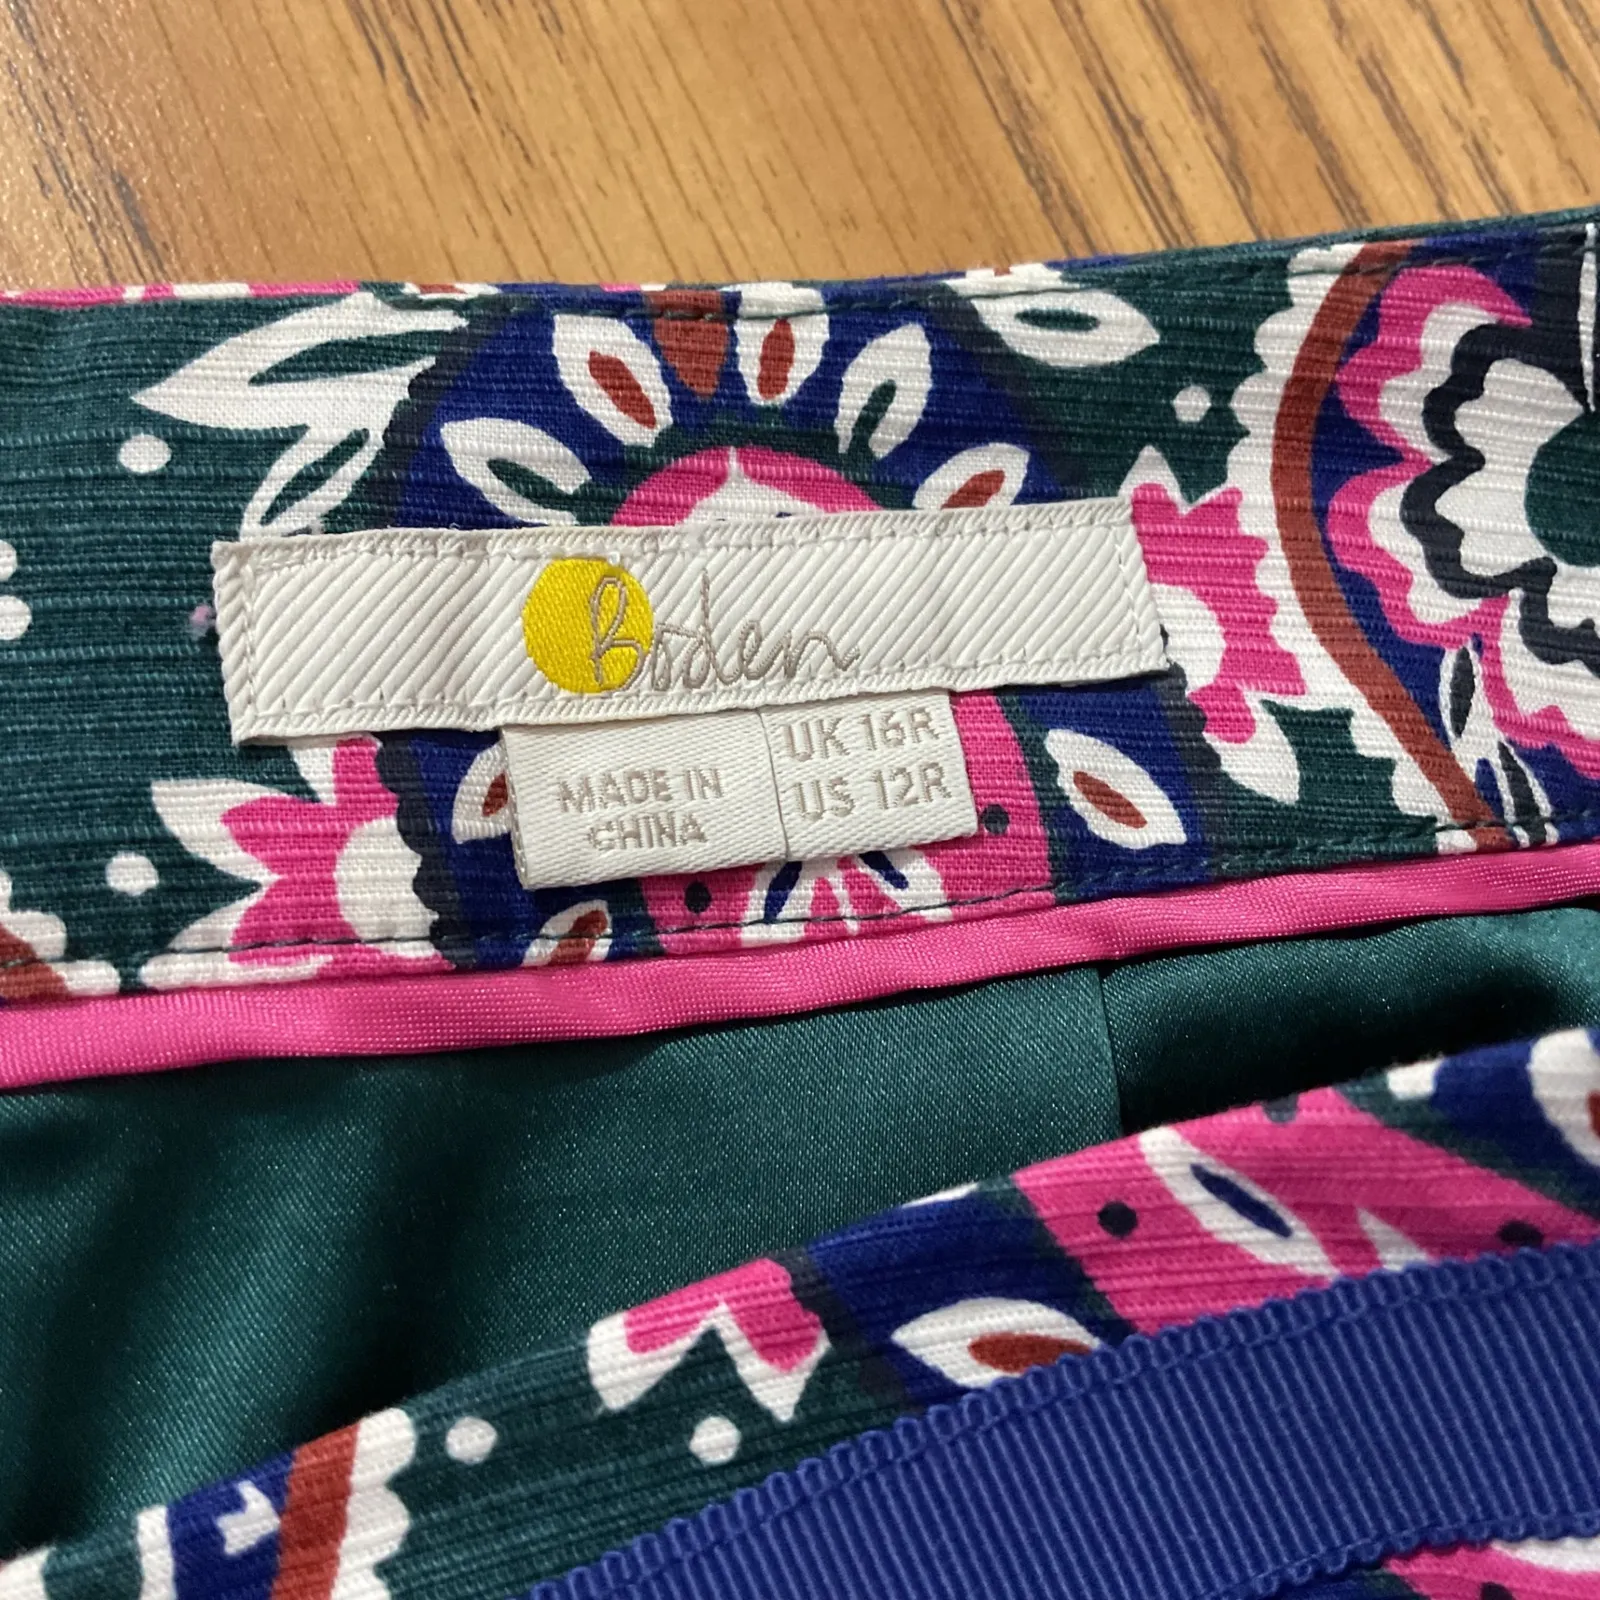 Boden
MADE IN
CHINA
UK 16R
US 12R